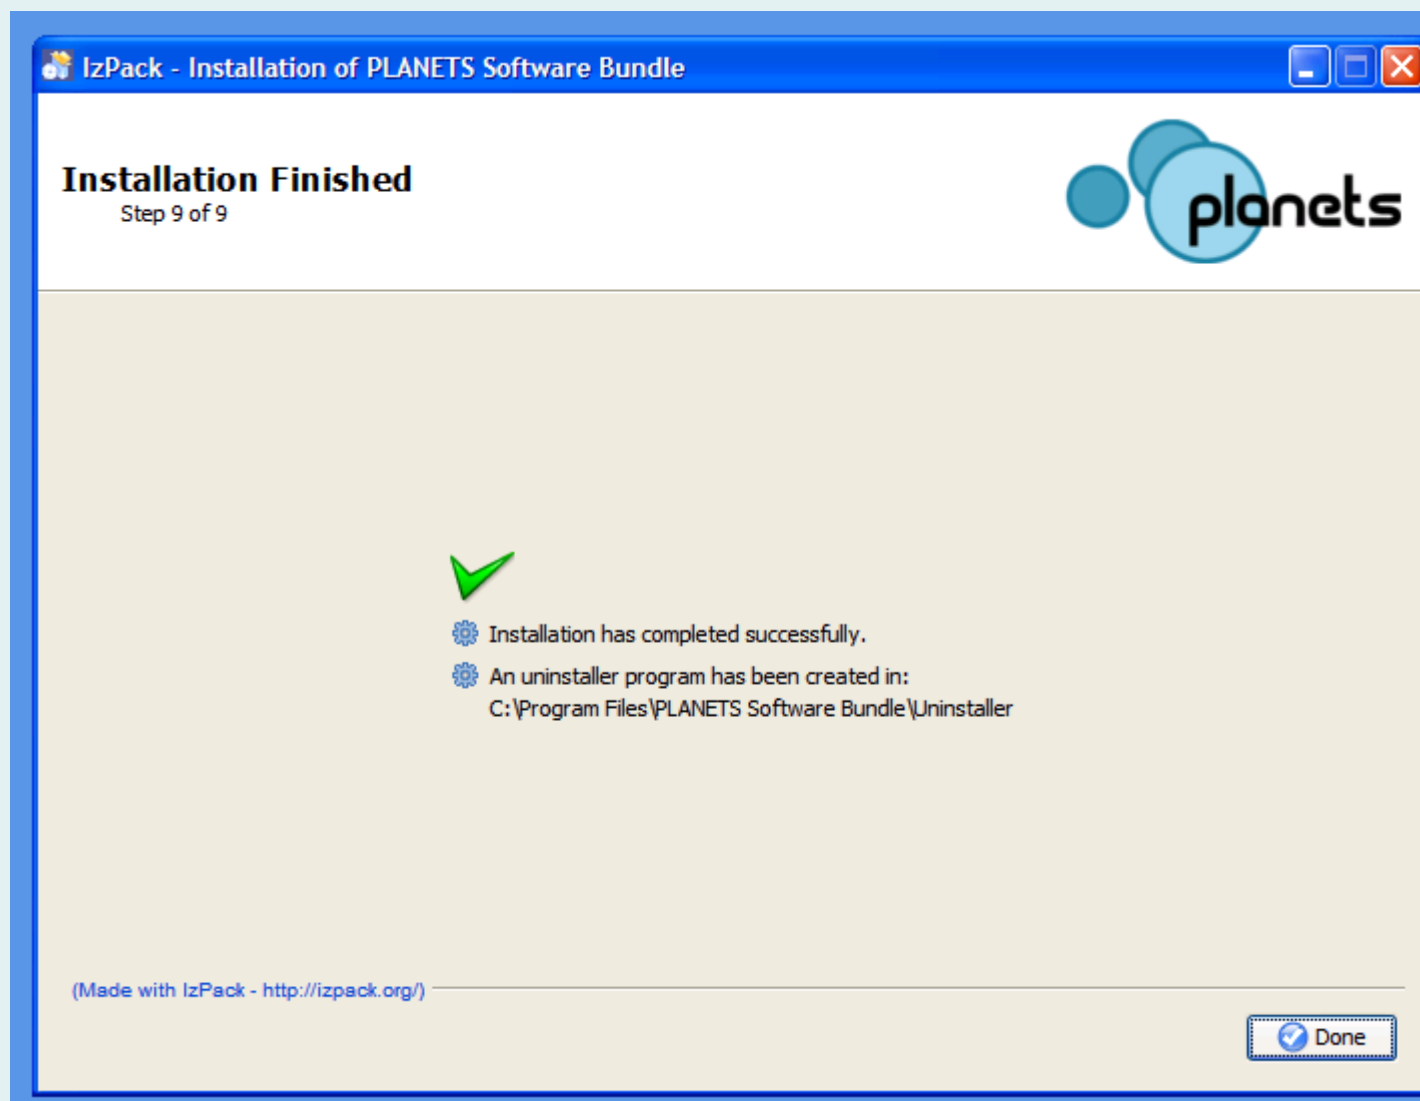 IzPack - Installation of PLANETS Software Bundle
Installation Finished
Step 9 of 9
planets
Installation has completed successfully.
An uninstaller program has been created in:
C:\Program Files\PLANETS Software Bundle\Uninstaller
(Made with IzPack - http://izpack.org/)
Done